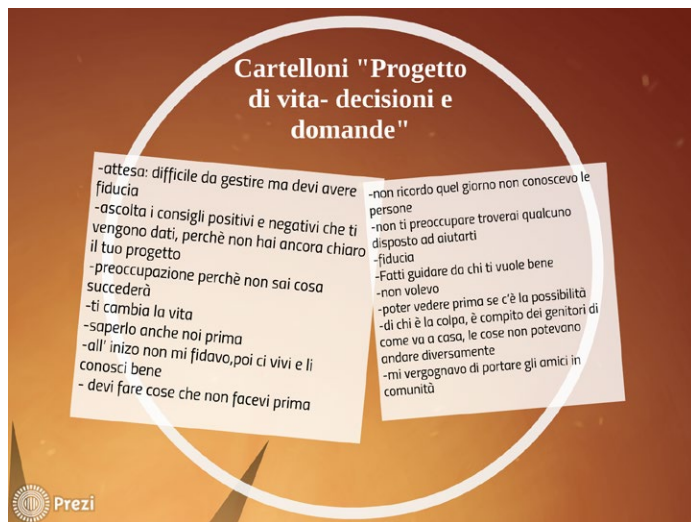 Cartelloni "Progetto
di vita- decisioni e
domande"
-attesa: difficile da gestire ma devi avere
fiducia
-ascolta i consigli positivi e negativi che ti
vengono dati, perchè non hai ancora chiaro
il tuo progetto
-preoccupazione perchè non sai cosa
succederà
-ti cambia la vita
-saperlo anche noi prima
-all' inizo non mi fidavo,poi ci vivi e li
conosci bene
- devi fare cose che non facevi prima
-non ricordo quel giorno non conoscevo le
persone
-non ti preoccupare troverai qualcuno
disposto ad aiutarti
-fiducia
-Fatti guidare da chi ti vuole bene
-non volevo
-poter vedere prima se c'è la possibilità
-di chi è la colpa, è compito dei genitori di
come va a casa, le cose non potevano
andare diversamente
-mi vergognavo di portare gli amici in
comunità
Prezi